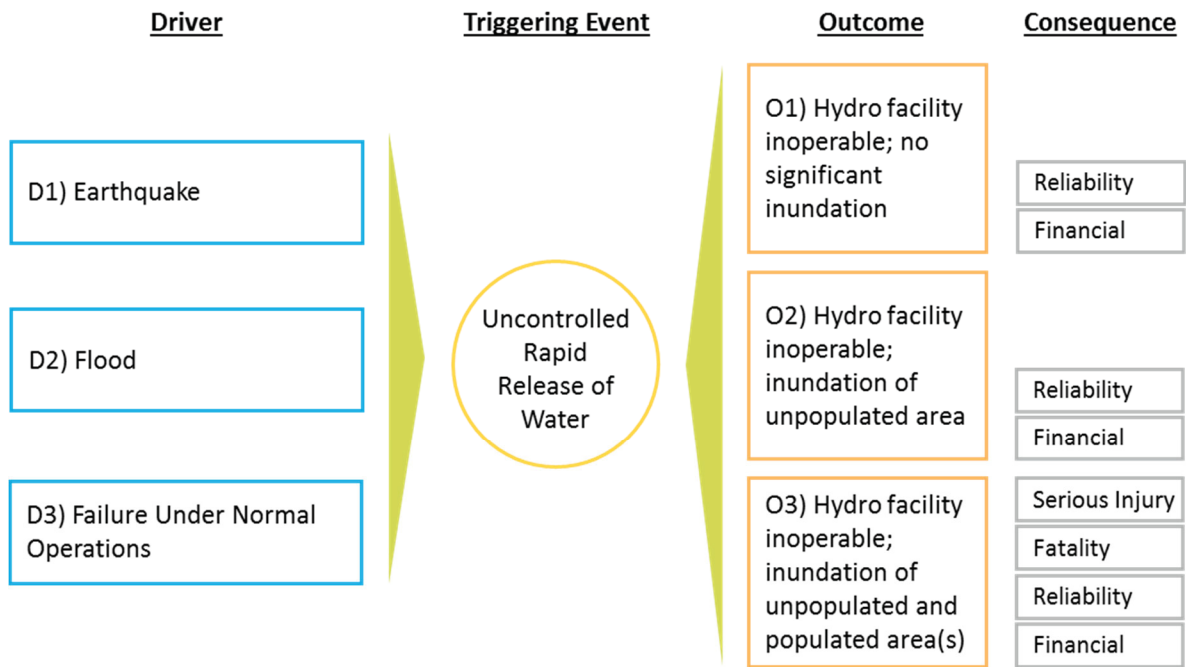 Driver
Triggering Event
Outcome
Consequence
D1) Earthquake
D2) Flood
D3) Failure Under Normal
Operations
Uncontrolled
Rapid
Release of
Water
O1) Hydro facility
inoperable; no
significant
inundation
Reliability
Financial
O2) Hydro facility
inoperable;
inundation of
unpopulated area
Reliability
Financial
O3) Hydro facility
inoperable;
inundation of
unpopulated and
populated area(s)
Serious Injury
Fatality
Reliability
Financial